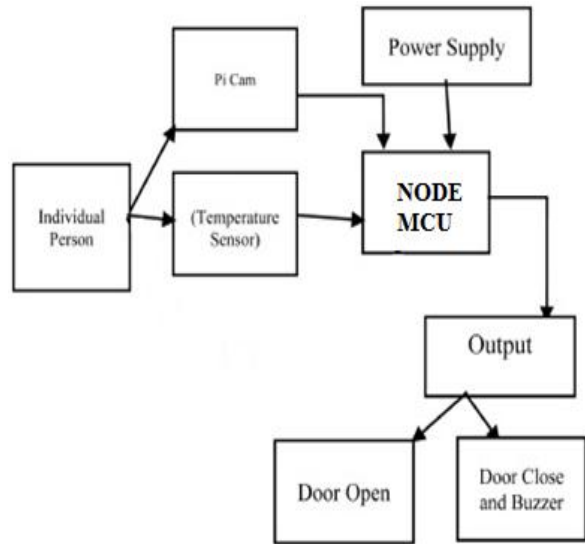 Power Supply
Pi Cam
NODE
MCU
Individual
Person
(Temperature
Sensor)
Output
Door Open
Door Close
and Buzzer